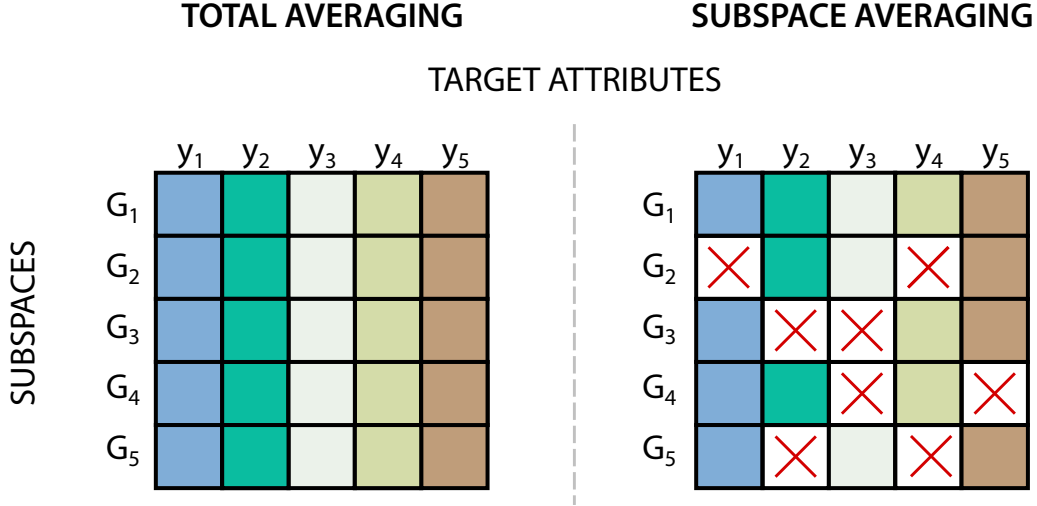 TOTAL AVERAGING
SUBSPACE AVERAGING
TARGET ATTRIBUTES
y₁ y₂ y₃ y₄ y₅
y₁ y₂ y₃ y₄ y₅
SUBSPACES
G₁
G₂
G₃
G₄
G₅
G₁
G₂
G₃
G₄
G₅